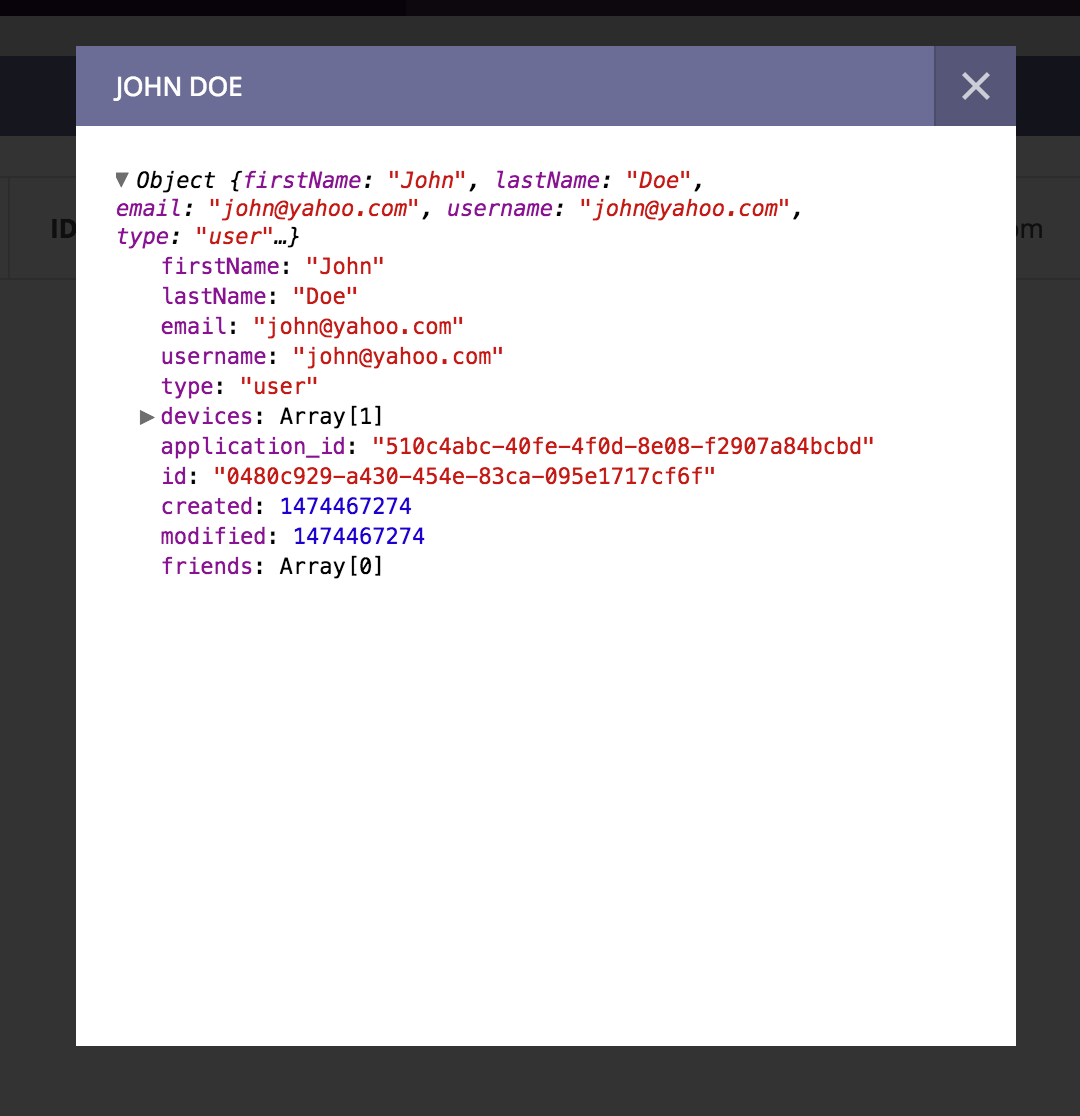 JOHN DOE
▼ Object {firstName: "John", lastName: "Doe",
email: "john@yahoo.com", username: "john@yahoo.com",
type: "user"…}
firstName: "John"
lastName: "Doe"
email: "john@yahoo.com"
username: "john@yahoo.com"
type: "user"
▶ devices: Array[1]
application_id: "510c4abc-40fe-4f0d-8e08-f2907a84bcbd"
id: "0480c929-a430-454e-83ca-095e1717cf6f"
created: 1474467274
modified: 1474467274
friends: Array[0]
ID